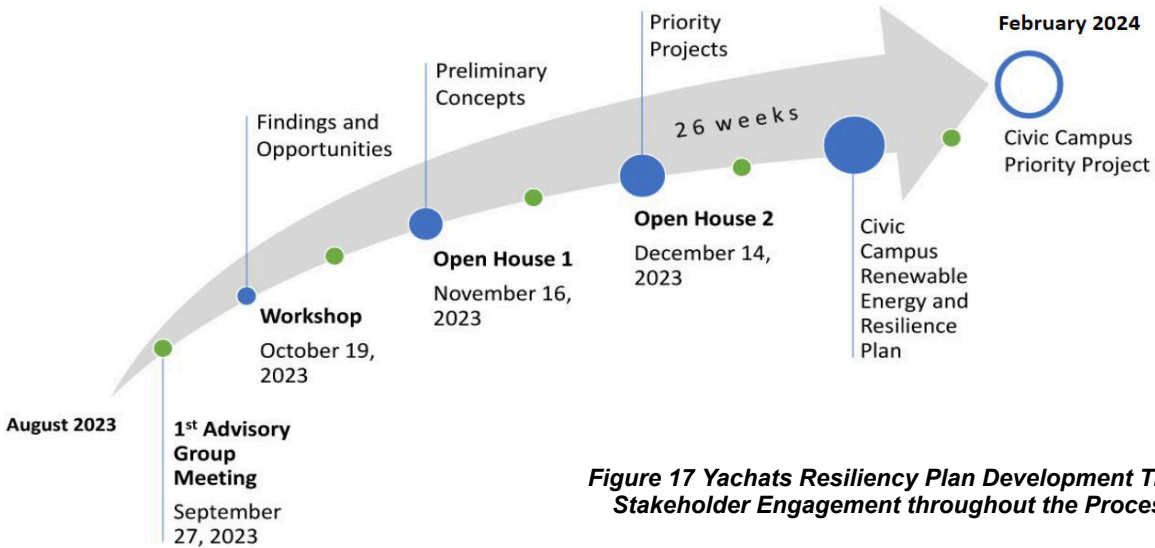 February 2024
Priority
Projects
Preliminary
Concepts
26 weeks
Findings and
Opportunities
Civic Campus
Priority Project
Open House 2
December 14,
2023
Civic
Campus
Renewable
Energy and
Resilience
Plan
Open House 1
November 16,
2023
Workshop
October 19,
2023
August 2023
1st Advisory
Group
Meeting
September
27, 2023
Figure 17 Yachats Resiliency Plan Development
Stakeholder Engagement throughout the